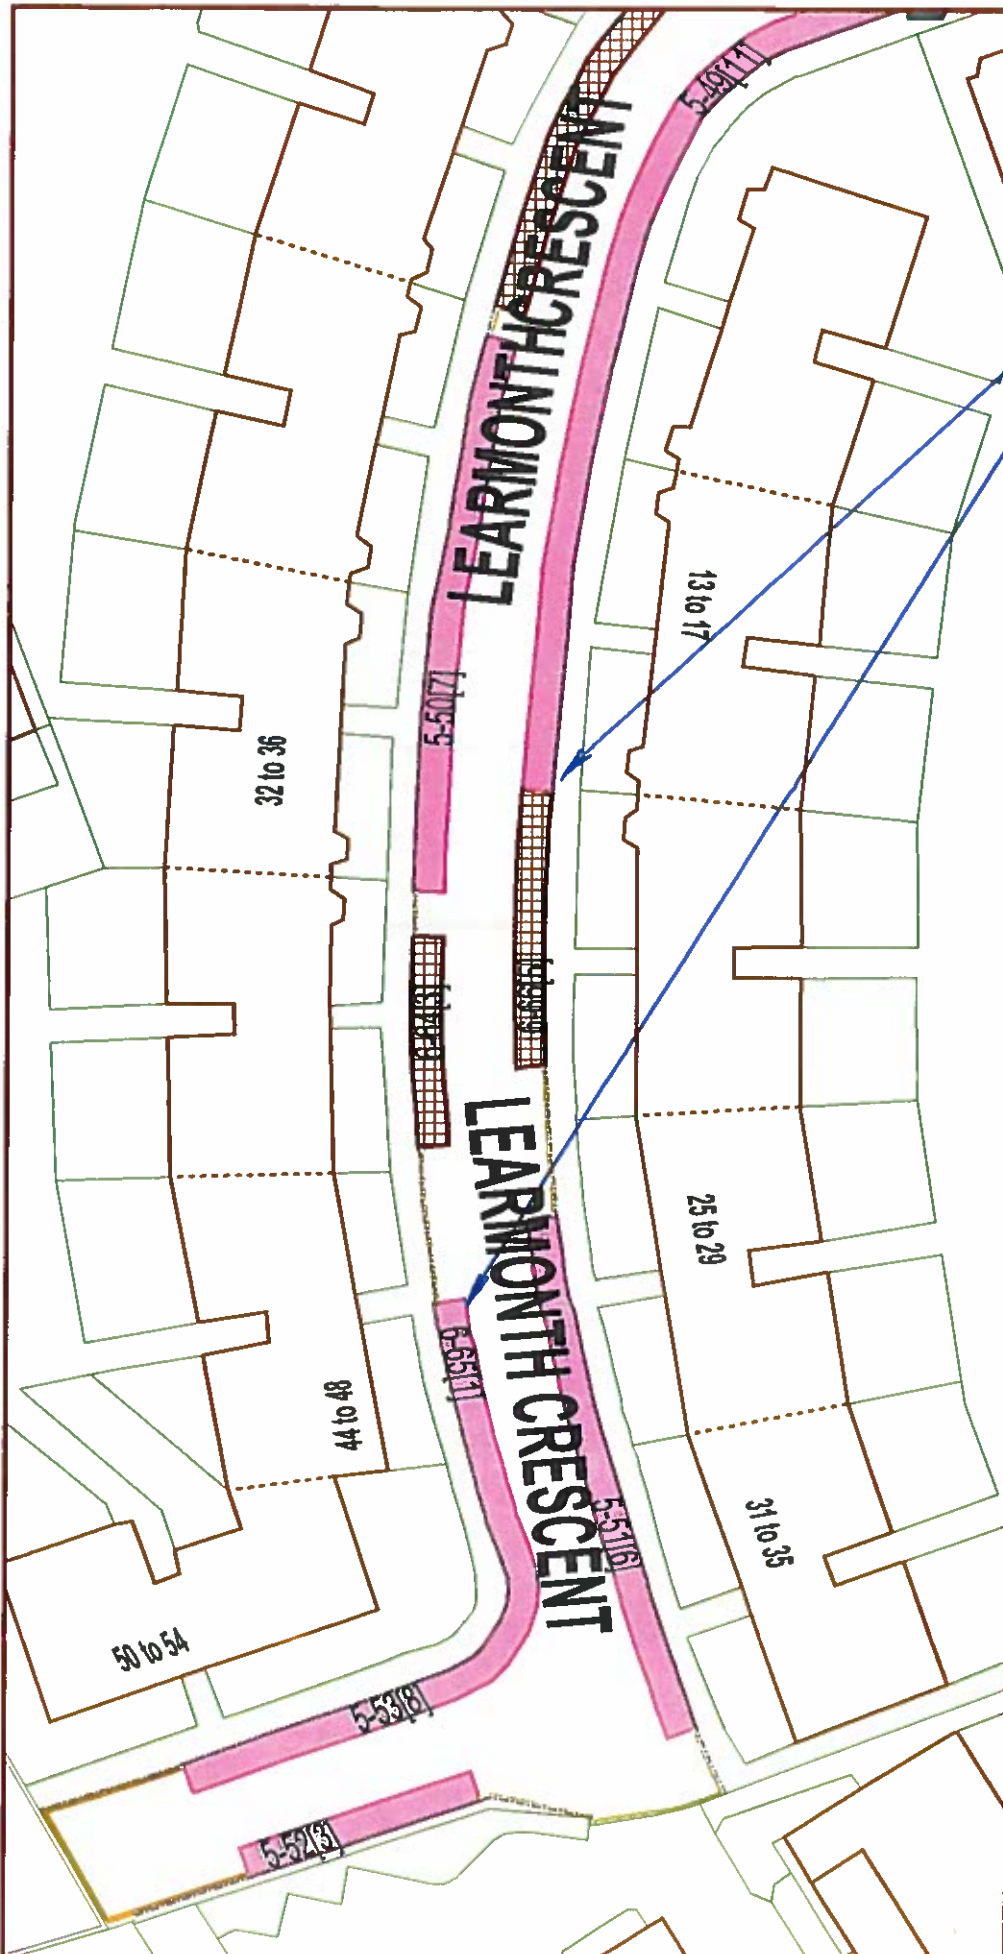 5-49[11]
LEARMONTHCRESCENT
13 to 17
5-50[7]
32 to 36
LEARMONTH CRESCENT
25 to 29
6-65[1]
44 to 48
5-51[6]
31 to 35
50 to 54
5-53[8]
5-52[3]